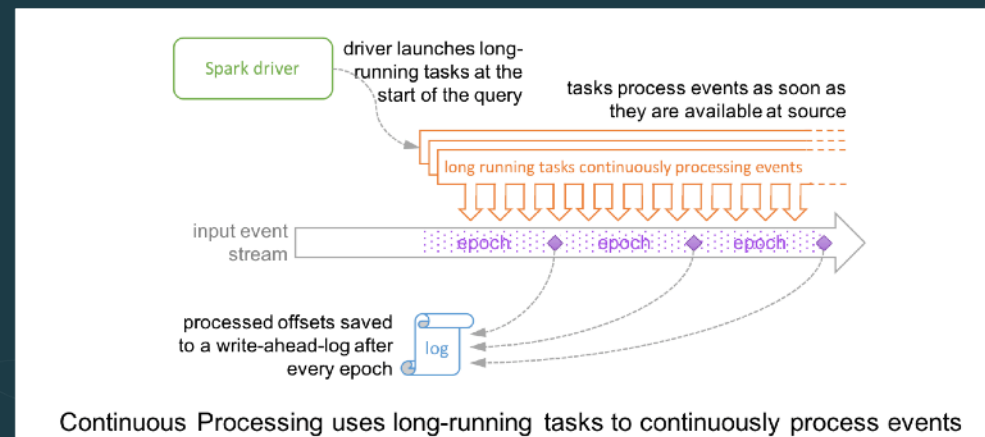 Spark driver
driver launches long-
running tasks at the
start of the query
tasks process events as soon as
they are available at source
long running tasks continuously processing events
input event
stream
epoch
epoch
epoch
processed offsets saved
to a write-ahead-log after
every epoch
log
Continuous Processing uses long-running tasks to continuously process events